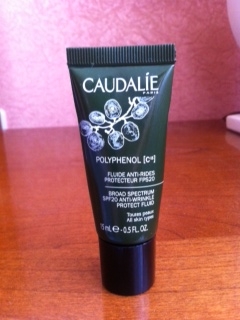 CAUDALÍE
PARIS
POLYPHENOL [C15]
FLUIDE ANTI-RIDES
PROTECTEUR FPS20
BROAD SPECTRUM
SPF20 ANTI-WRINKLE
PROTECT FLUID
Toutes peaux
All skin types
15 mL e -0.5 FL.OZ.